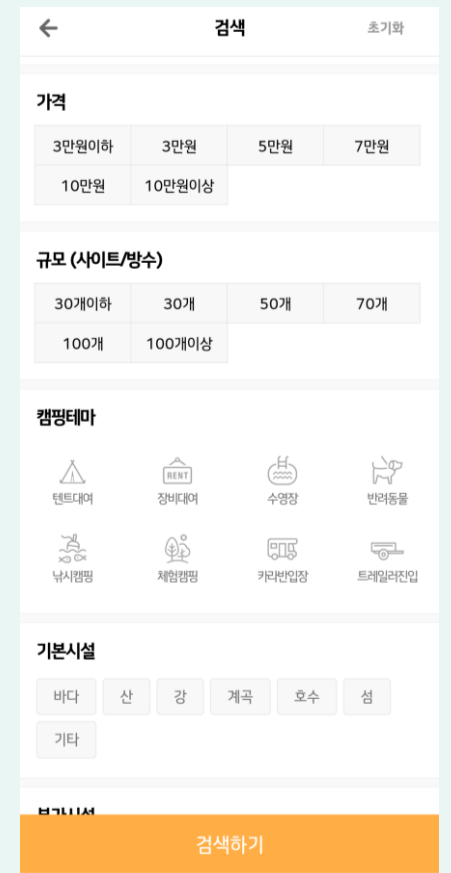 검색 초기화
가격
3만원이하 3만원 5만원 7만원
10만원 10만원이상
규모 (사이트/방수)
30개이하 30개 50개 70개
100개 100개이상
캠핑테마
RENT
텐트대여 장비대여 수영장 반려동물
낚시캠핑 체험캠핑 카라반입장 트레일러진입
기본시설
바다 산 강 계곡 호수 섬
기타
검색하기